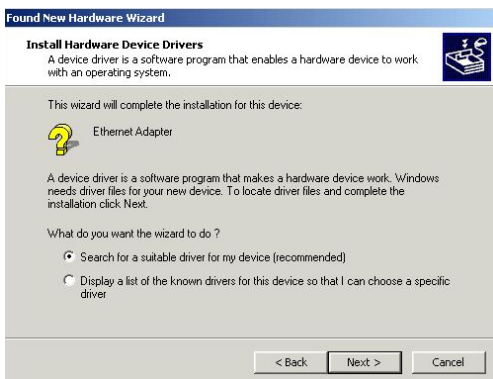 Found New Hardware Wizard
Install Hardware Device Drivers
A device driver is a software program that enables a hardware device to work
with an operating system.
This wizard will complete the installation for this device:
Ethernet Adapter
A device driver is a software program that makes a hardware device work. Windows
needs driver files for your new device. To locate driver files and complete the
installation click Next.
What do you want the wizard to do ?
Search for a suitable driver for my device (recommended)
Display a list of the known drivers for this device so that I can choose a specific
driver
< Back Next > Cancel